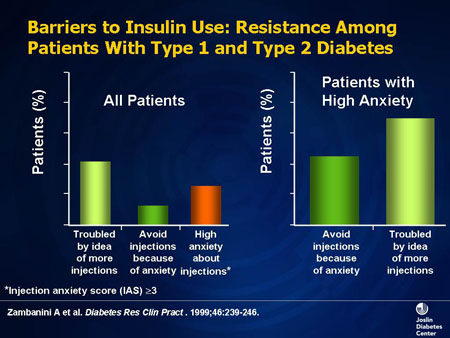 Barriers to Insulin Use: Resistance Among
Patients With Type 1 and Type 2 Diabetes
Patients (%)
All Patients
Troubled
by idea
of more
injections
Avoid
injections
because
of anxiety
High
anxiety
about
injections*
Patients (%)
Patients with
High Anxiety
Avoid
injections
because
of anxiety
Troubled
by idea
of more
injections
*Injection anxiety score (IAS) ≥3
Zambanini A et al. Diabetes Res Clin Pract . 1999;46:239-246.
Joslin
Diabetes
Center